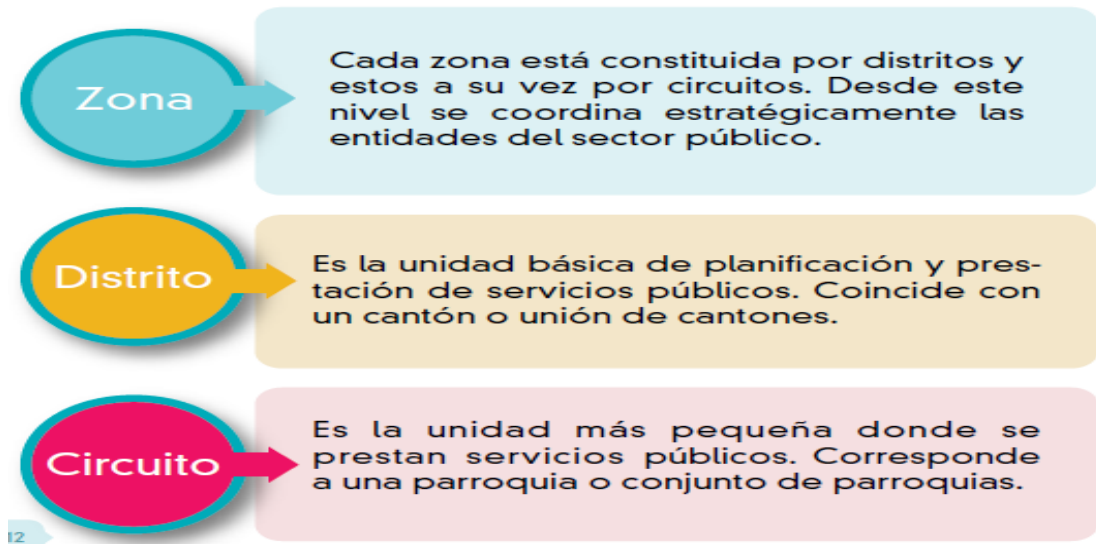 Zona
Cada zona está constituida por distritos y
estos a su vez por circuitos. Desde este
nivel se coordina estratégicamente las
entidades del sector público.
Distrito
Es la unidad básica de planificación y pres-
tación de servicios públicos. Coincide con
un cantón o unión de cantones.
Circuito
Es la unidad más pequeña donde se
prestan servicios públicos. Corresponde
a una parroquia o conjunto de parroquias.
12